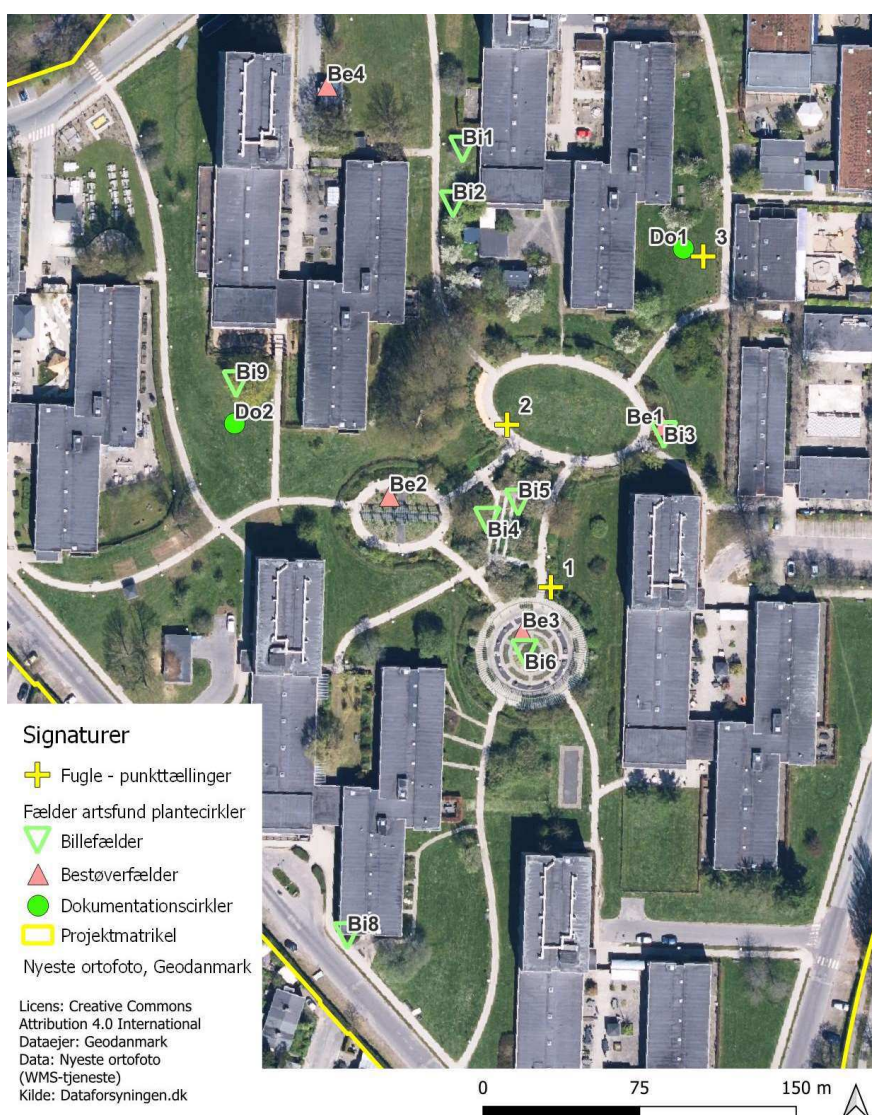 Be4
Bi1
Bi2
Do1
3
Bi9
Do2
2
Be1
Bi3
Be2
Bi5
Bi4
1
Be3
Bi6
Bi8
Signaturer
Fugle - punkttællinger
Fælder artsfund plantecirkler
Billefælder
Bestøverfælder
Dokumentationscirkler
Projektmatrikel
Nyeste ortofoto, Geodanmark
Licens: Creative Commons
Attribution 4.0 International
Dataejer: Geodanmark
Data: Nyeste ortofoto
(WMS-tjeneste)
Kilde: Dataforsyningen.dk
0 75 150 m